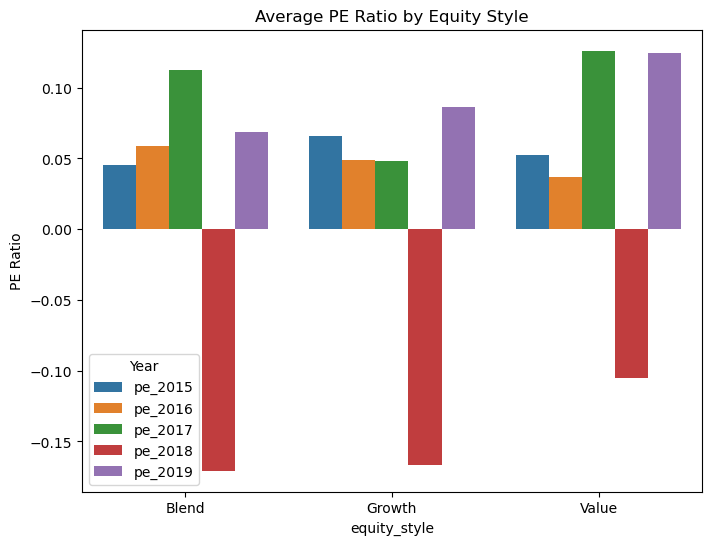 Average PE Ratio by Equity Style
PE Ratio
0.10
0.05
0.00
−0.05
−0.10
−0.15
Year
pe_2015
pe_2016
pe_2017
pe_2018
pe_2019
Blend Growth Value
equity_style